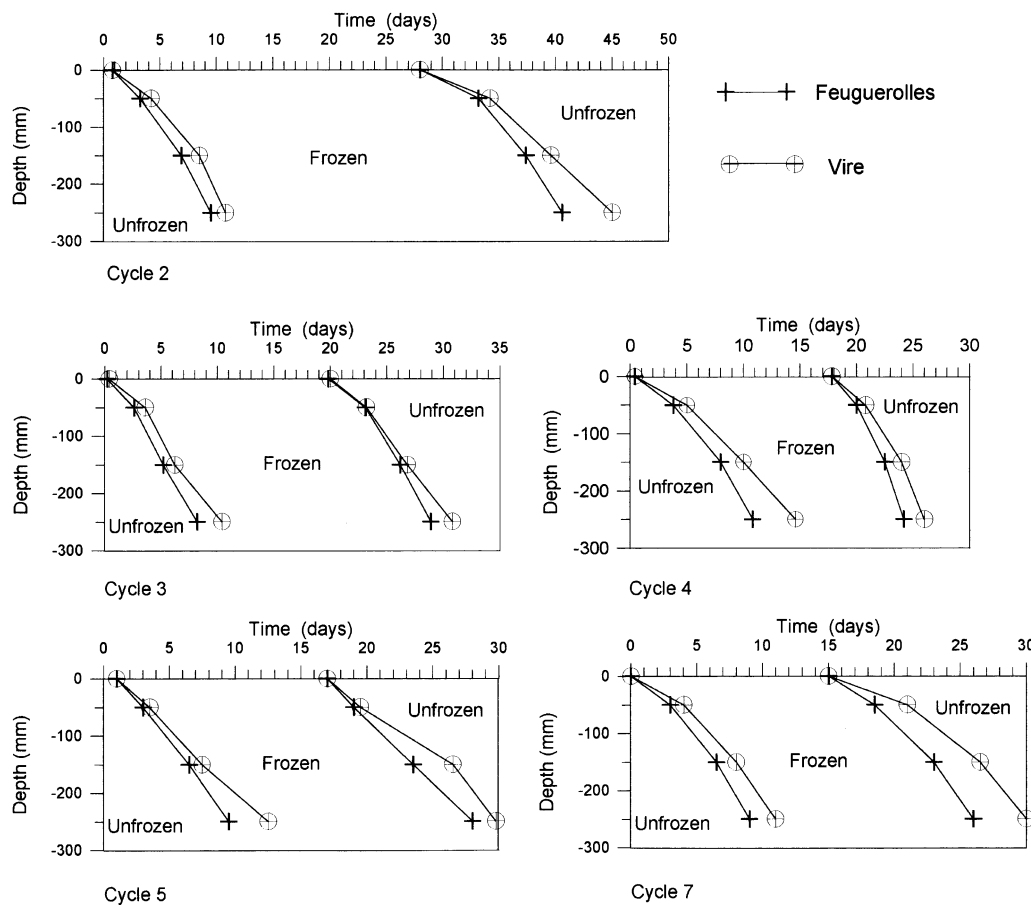 Time (days)
0 5 10 15 20 25 30 35 40 45 50
Depth (mm)
0
-100
-200
-300
Unfrozen
Frozen
Unfrozen
Cycle 2
Feuguerolles
Vire
Time (days)
0 5 10 15 20 25 30 35
Depth (mm)
0
-100
-200
-300
Unfrozen
Frozen
Unfrozen
Cycle 3
Time (days)
0 5 10 15 20 25 30
Depth (mm)
0
-100
-200
-300
Unfrozen
Frozen
Unfrozen
Cycle 4
Time (days)
0 5 10 15 20 25 30
Depth (mm)
0
-100
-200
-300
Unfrozen
Frozen
Unfrozen
Cycle 5
Time (days)
0 5 10 15 20 25 30
Depth (mm)
0
-100
-200
-300
Unfrozen
Frozen
Unfrozen
Cycle 7